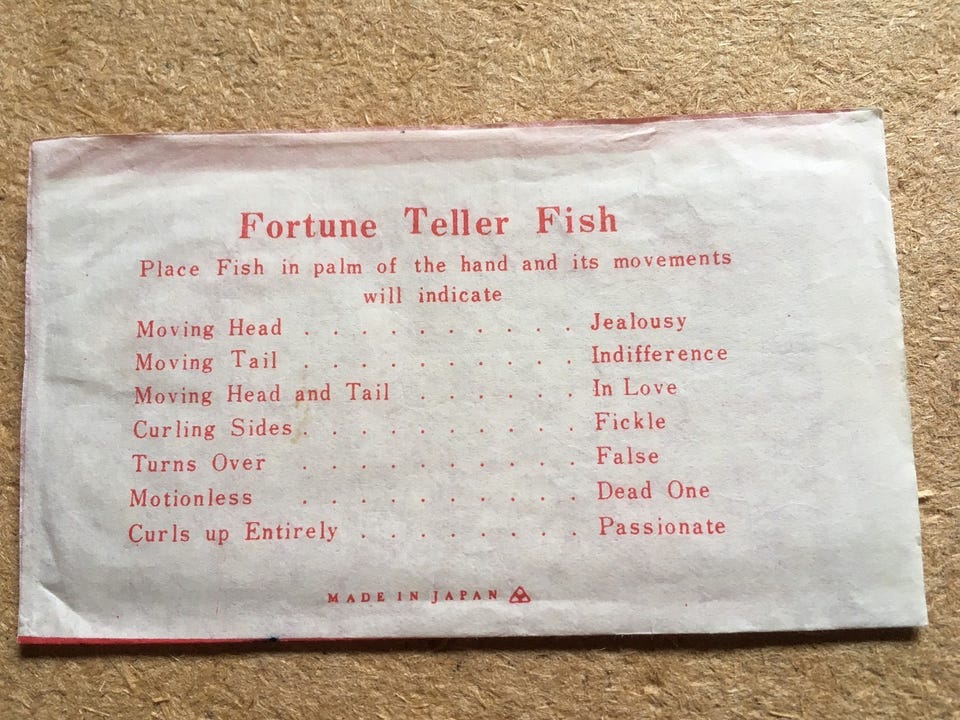 Fortune Teller Fish
Place Fish in palm of the hand and its movements
will indicate
Moving Head . . . . . . . . . . Jealousy
Moving Tail . . . . . . . . . . Indifference
Moving Head and Tail . . . . . . In Love
Curling Sides . . . . . . . . . . Fickle
Turns Over . . . . . . . . . . False
Motionless . . . . . . . . . . Dead One
Curls up Entirely . . . . . . . . Passionate
MADE IN JAPAN